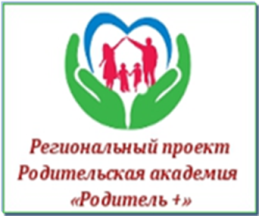 Региональный проект
Родительская академия
«Родитель +»